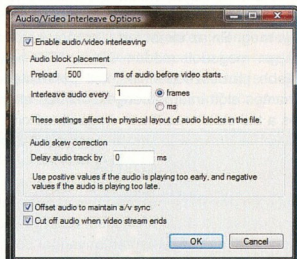 Audio/Video Interleave Options
Enable audio/video interleaving
Audio block placement
Preload 500 ms of audio before video starts.
Interleave audio every 1 frames
ms
These settings affect the physical layout of audio blocks in the file.
Audio skew correction
Delay audio track by 0 ms
Use positive values if the audio is playing too early, and negative
values if the audio is playing too late.
Offset audio to maintain a/v sync
Cut off audio when video stream ends
OK Cancel